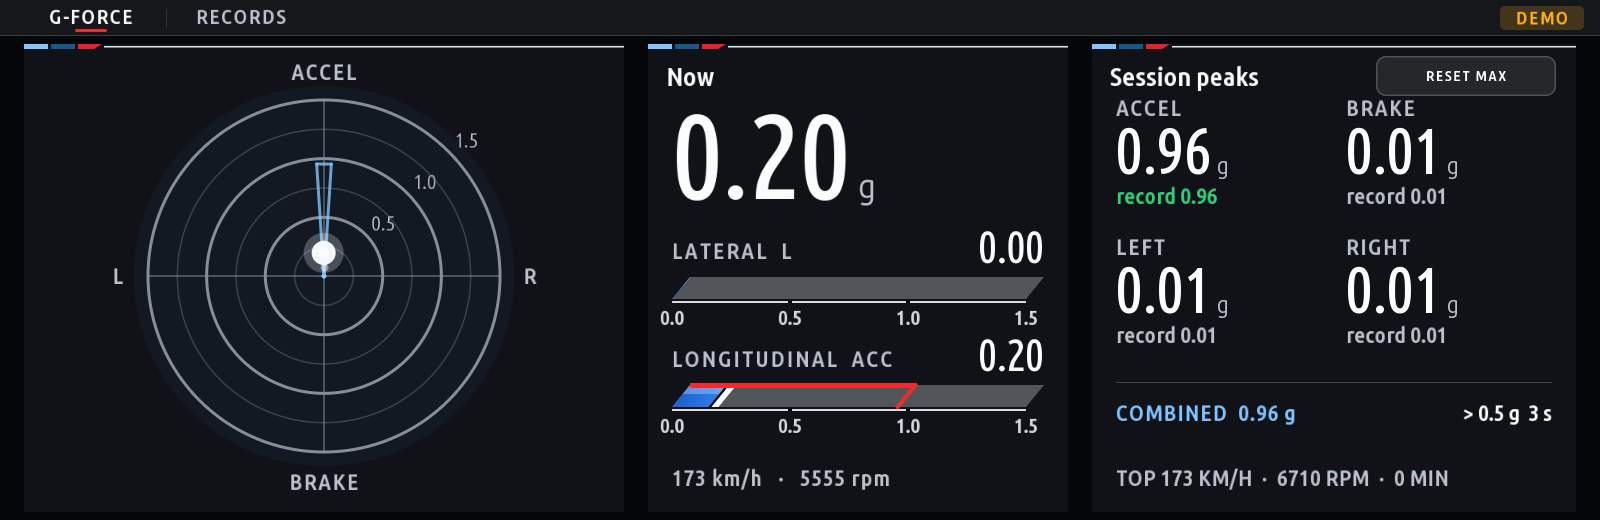 G-FORCE
RECORDS
DEMO
ACCEL
1.5
1.0
0.5
L
R
BRAKE
Now
0.20 g
LATERAL L 0.00
0.0 0.5 1.0 1.5
LONGITUDINAL ACC 0.20
0.0 0.5 1.0 1.5
173 km/h · 5555 rpm
Session peaks
RESET MAX
ACCEL
0.96 g
record 0.96
BRAKE
0.01 g
record 0.01
LEFT
0.01 g
record 0.01
RIGHT
0.01 g
record 0.01
COMBINED 0.96 g
> 0.5 g 3 s
TOP 173 KM/H · 6710 RPM · 0 MIN